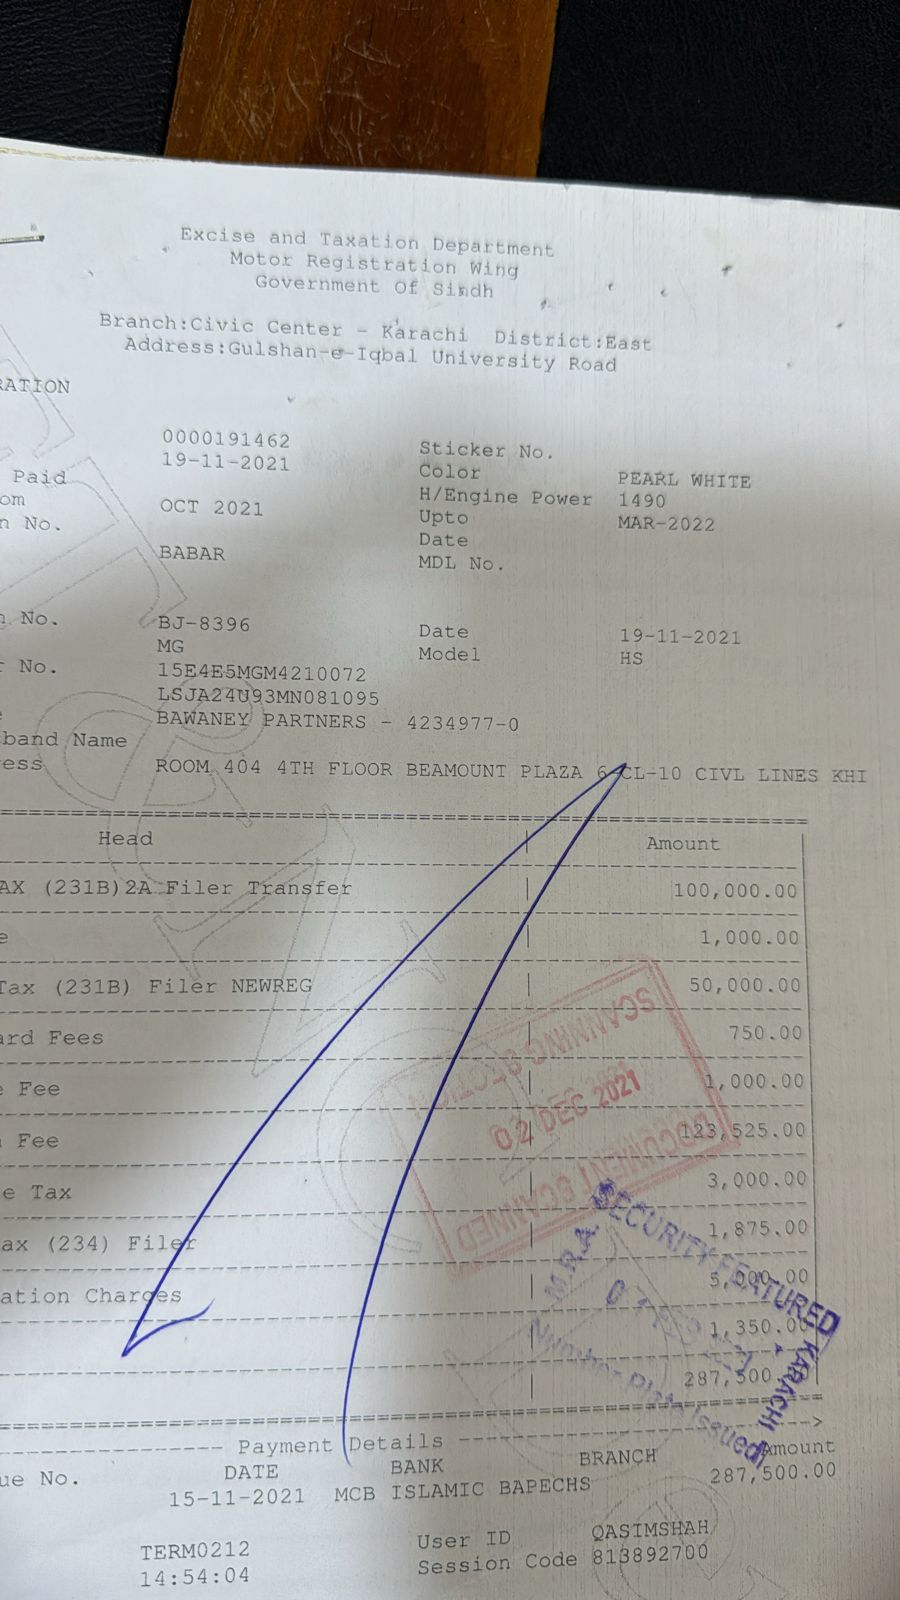 Excise and Taxation Department
Motor Registration Wing
Government Of Sindh
Branch:Civic Center - Karachi District:East
Address:Gulshan-e-Iqbal University Road
RATION
0000191462 Sticker No.
19-11-2021 Color PEARL WHITE
Paid H/Engine Power 1490
om OCT 2021 Upto MAR-2022
n No. Date
BABAR MDL No.
n No. BJ-8396 Date 19-11-2021
MG Model HS
r No. 15E4E5MGM4210072
LSJA24U93MN081095
e BAWANEY PARTNERS - 4234977-0
band Name
ress ROOM 404 4TH FLOOR BEAMOUNT PLAZA 6-CL-10 CIVL LINES KHI
Head | Amount
AX (231B)2A Filer Transfer | 100,000.00
e | 1,000.00
Tax (231B) Filer NEWREG | 50,000.00
ard Fees | 750.00
e Fee | 1,000.00
n Fee | 123,525.00
e Tax | 3,000.00
ax (234) Filer | 1,875.00
ation Charges | 5,000.00
| 1,350.00
| 287,500
SCANNING SECTION
02 DEC 2021
DOCUMENT SCANNED
M.R.A. SECURITY FEATURED
Number Plate Issued
KARACHI
Payment Details
ue No. DATE BANK BRANCH Amount
15-11-2021 MCB ISLAMIC BAPECHS 287,500.00
TERM0212 User ID QASIMSHAH
14:54:04 Session Code 813892700